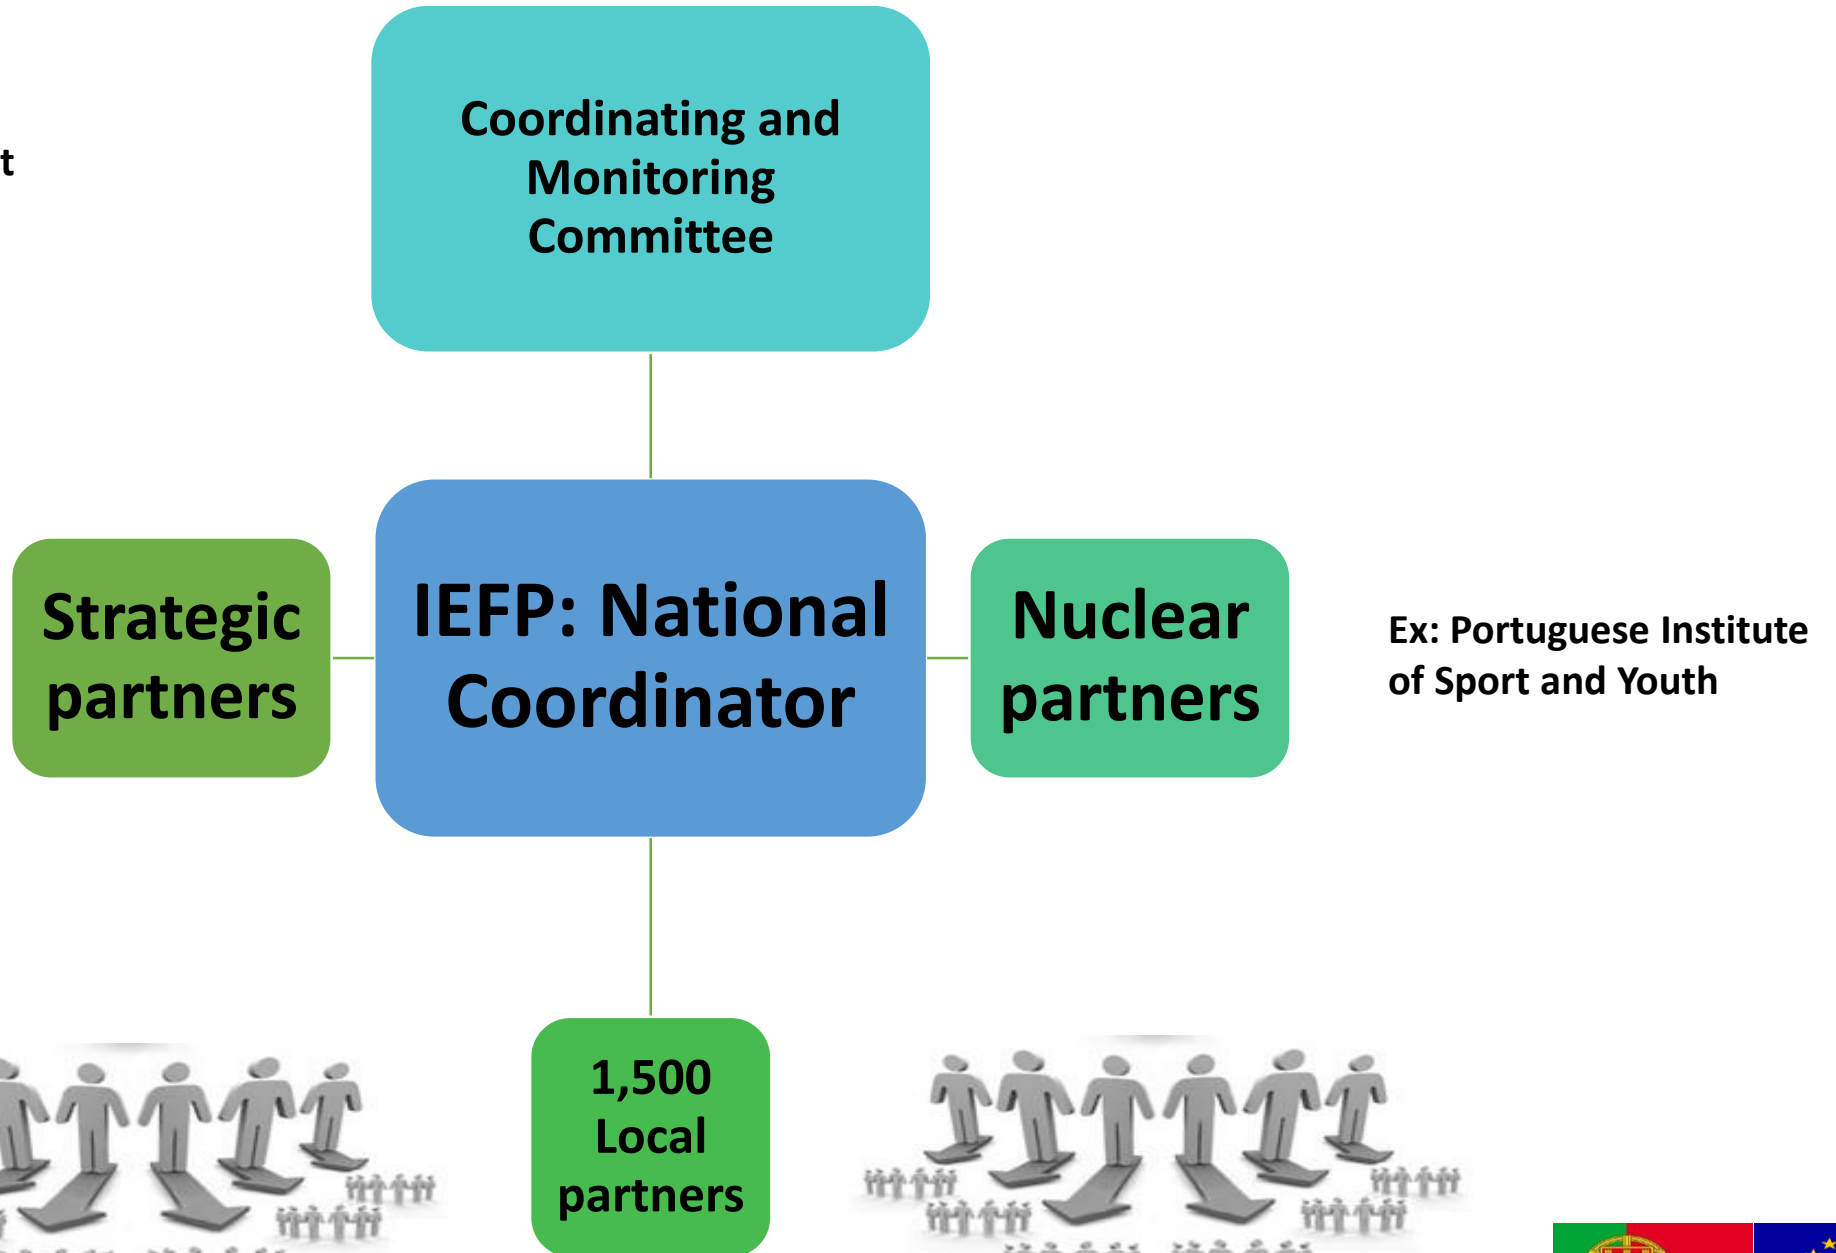 Coordinating and
Monitoring
Committee
Strategic
partners
IEFP: National
Coordinator
Nuclear
partners
Ex: Portuguese Institute
of Sport and Youth
1,500
Local
partners